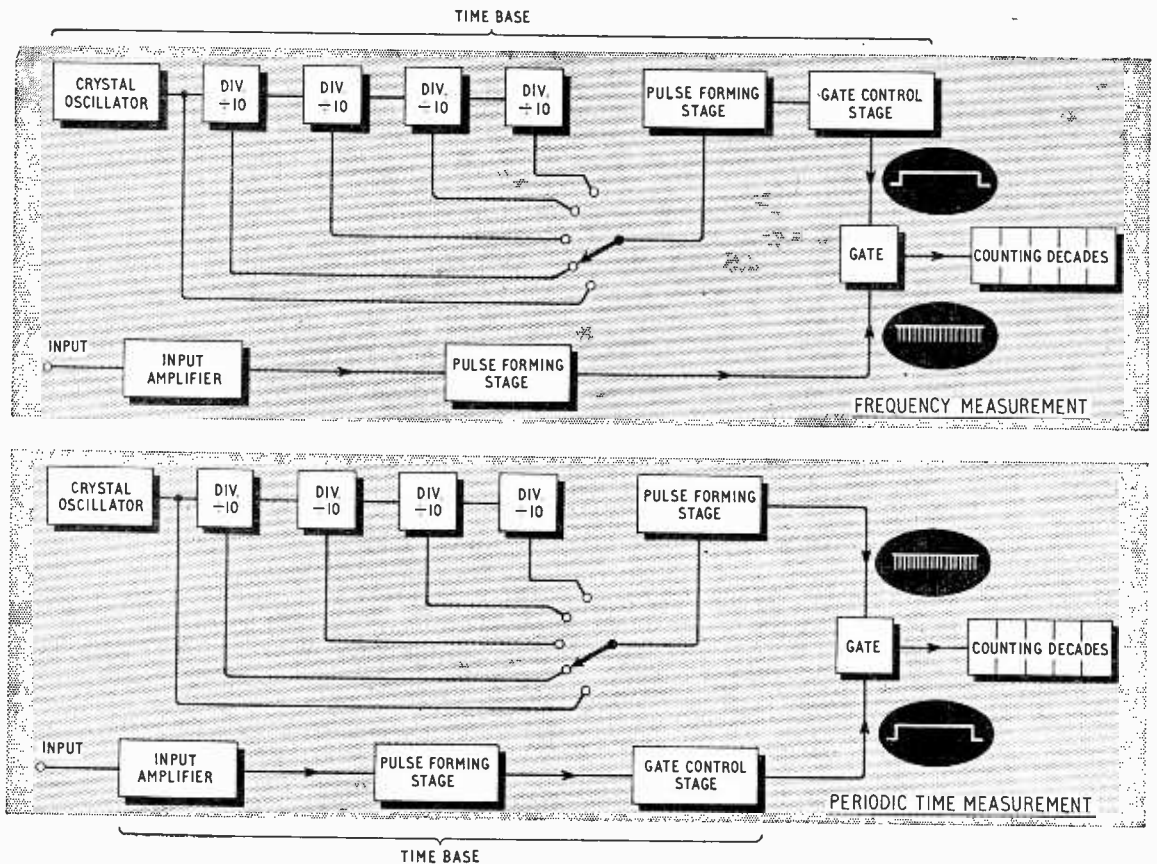 TIME BASE
CRYSTAL
OSCILLATOR
DIV.
÷10
DIV.
÷10
DIV.
÷10
DIV.
÷10
PULSE FORMING
STAGE
GATE CONTROL
STAGE
GATE
COUNTING DECADES
INPUT
INPUT
AMPLIFIER
PULSE FORMING
STAGE
FREQUENCY MEASUREMENT
CRYSTAL
OSCILLATOR
DIV.
÷10
DIV.
÷10
DIV.
÷10
DIV.
÷10
PULSE FORMING
STAGE
GATE
COUNTING DECADES
INPUT
INPUT
AMPLIFIER
PULSE FORMING
STAGE
GATE CONTROL
STAGE
PERIODIC TIME MEASUREMENT
TIME BASE